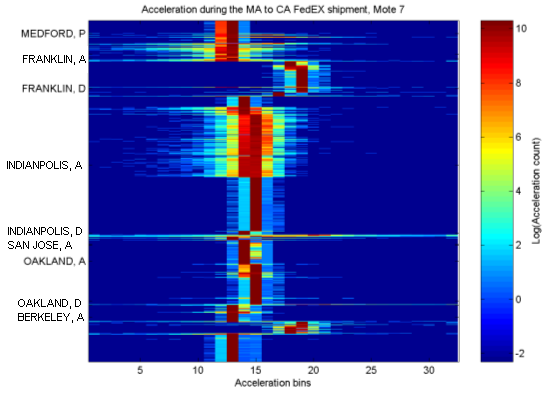 Acceleration during the MA to CA FedEX shipment, Mote 7
MEDFORD, P
FRANKLIN, A
FRANKLIN, D
INDIANPOLIS, A
INDIANPOLIS, D
SAN JOSE, A
OAKLAND, A
OAKLAND, D
BERKELEY, A
5 10 15 20 25 30
Acceleration bins
10
8
6
4
2
0
-2
Log(Acceleration count)